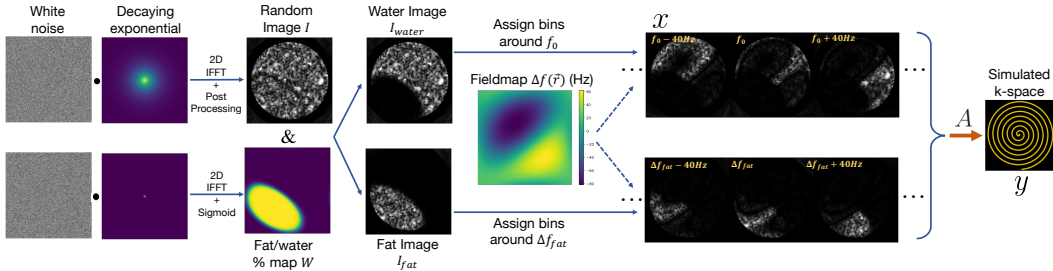 White
noise
Decaying
exponential
2D
IFFT
+
Post
Processing
Random
Image I
&
White noise
2D
IFFT
+
Sigmoid
Fat/water
% map W
Water Image
I_water
Fat Image
I_fat
Assign bins
around f_0
Fieldmap Δf(r⃗) (Hz)
60
40
20
0
−20
−40
−60
−80
Assign bins
around Δf_fat
x
...
f_0 − 40Hz
f_0
f_0 + 40Hz
...
...
Δf_fat − 40Hz
Δf_fat
Δf_fat + 40Hz
...
A
Simulated
k-space
y